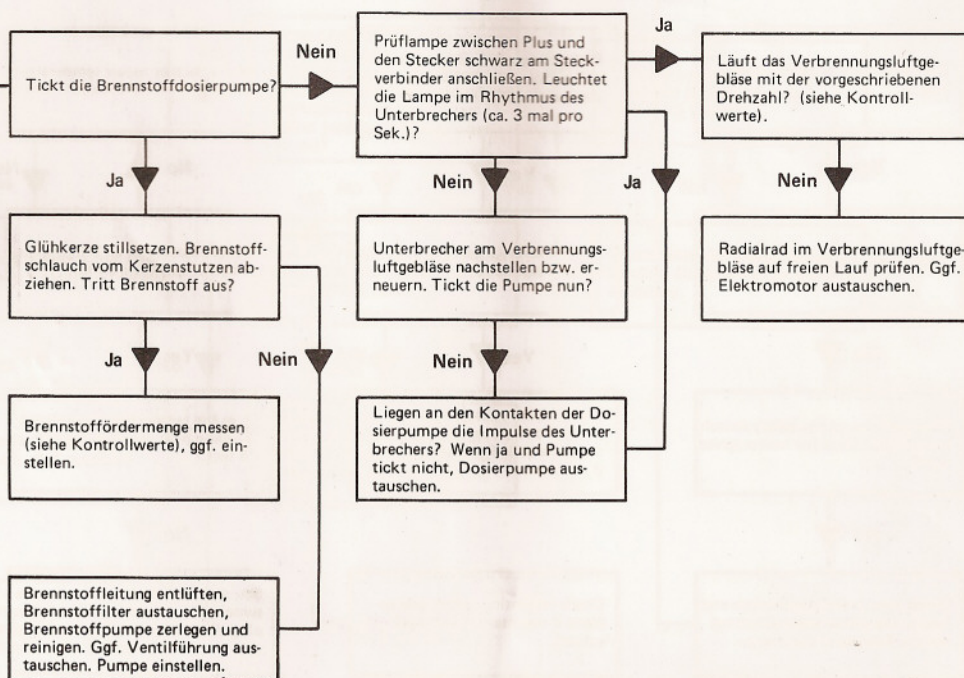 Tickt die Brennstoffdosierpumpe?
Nein
Prüflampe zwischen Plus und
den Stecker schwarz am Steck-
verbinder anschließen. Leuchtet
die Lampe im Rhythmus des
Unterbrechers (ca. 3 mal pro
Sek.)?
Ja
Läuft das Verbrennungsluftge-
bläse mit der vorgeschriebenen
Drehzahl? (siehe Kontroll-
werte).
Ja
Nein
Ja
Nein
Glühkerze stillsetzen. Brennstoff-
schlauch vom Kerzenstutzen ab-
ziehen. Tritt Brennstoff aus?
Unterbrecher am Verbrennungs-
luftgebläse nachstellen bzw. er-
neuern. Tickt die Pumpe nun?
Radialrad im Verbrennungsluftge-
bläse auf freien Lauf prüfen. Ggf.
Elektromotor austauschen.
Ja
Nein
Nein
Brennstoffördermenge messen
(siehe Kontrollwerte), ggf. ein-
stellen.
Liegen an den Kontakten der Do-
sierpumpe die Impulse des Unter-
brechers? Wenn ja und Pumpe
tickt nicht, Dosierpumpe aus-
tauschen.
Brennstoffleitung entlüften,
Brennstoffilter austauschen,
Brennstoffpumpe zerlegen und
reinigen. Ggf. Ventilführung aus-
tauschen. Pumpe einstellen.